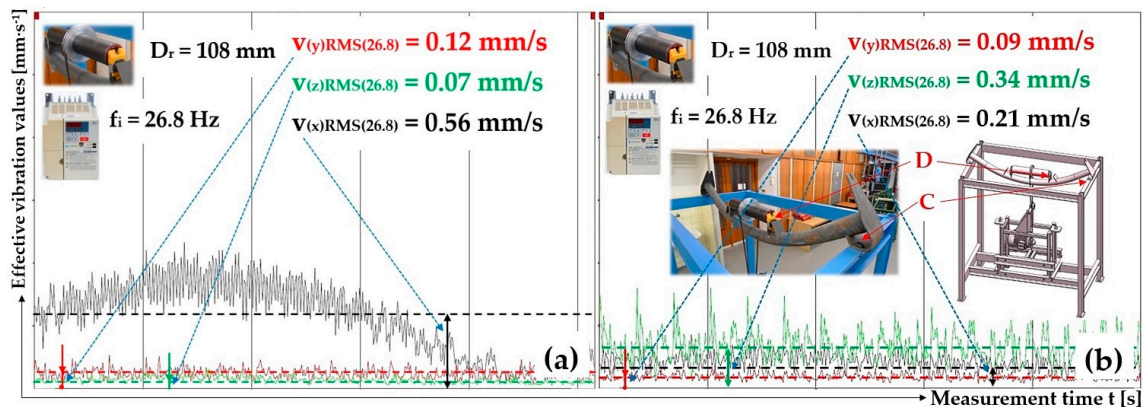 Effective vibration values [mm·s⁻¹]
Dᵣ = 108 mm
fᵢ = 26.8 Hz
v(y)RMS(26.8) = 0.12 mm/s
v(z)RMS(26.8) = 0.07 mm/s
v(x)RMS(26.8) = 0.56 mm/s
(a)
Dᵣ = 108 mm
fᵢ = 26.8 Hz
v(y)RMS(26.8) = 0.09 mm/s
v(z)RMS(26.8) = 0.34 mm/s
v(x)RMS(26.8) = 0.21 mm/s
D
C
(b)
Measurement time t [s]